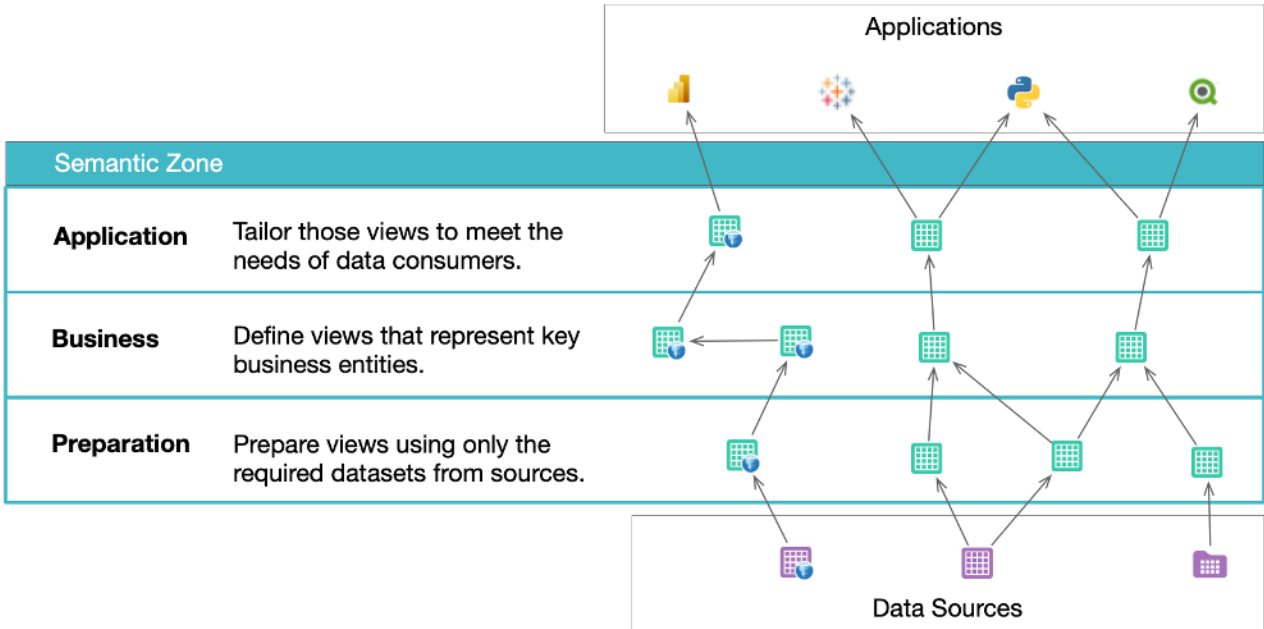 Applications
Semantic Zone
Application
Tailor those views to meet the
needs of data consumers.
Business
Define views that represent key
business entities.
Preparation
Prepare views using only the
required datasets from sources.
Data Sources